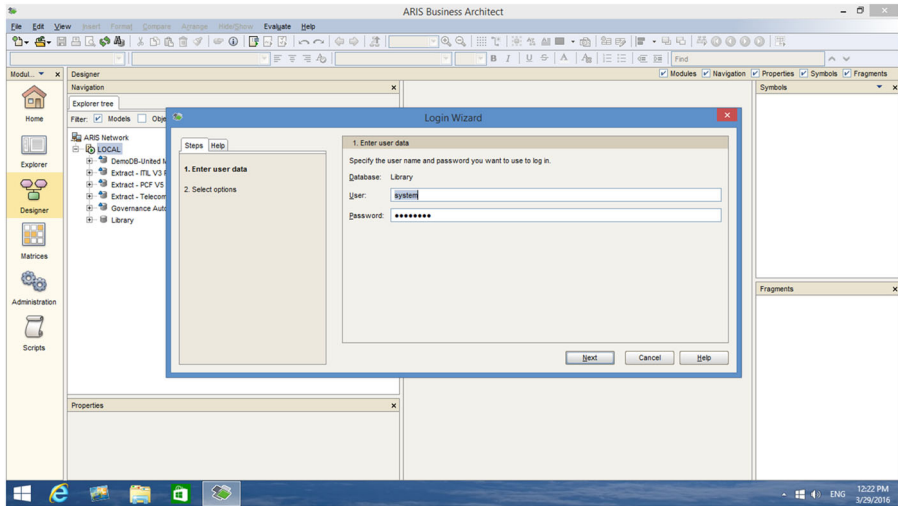 ARIS Business Architect
File Edit View Insert Format Compare Arrange Hide/Show Evaluate Help
B I U S A
Find
Modul... Designer Modules Navigation Properties Symbols Fragments
Navigation
Symbols
Explorer tree
Filter: Models Obje
Home
Explorer
Designer
Matrices
Administration
Scripts
ARIS Network
LOCAL
DemoDB-United M
Extract - ITIL V3 F
Extract - PCF V5
Extract - Telecom
Governance Auto
Library
Login Wizard
Steps Help
1. Enter user data
2. Select options
1. Enter user data
Specify the user name and password you want to use to log in.
Database: Library
User: system
Password: ●●●●●●●●
Next Cancel Help
Fragments
Properties
ENG 12:22 PM
3/29/2016